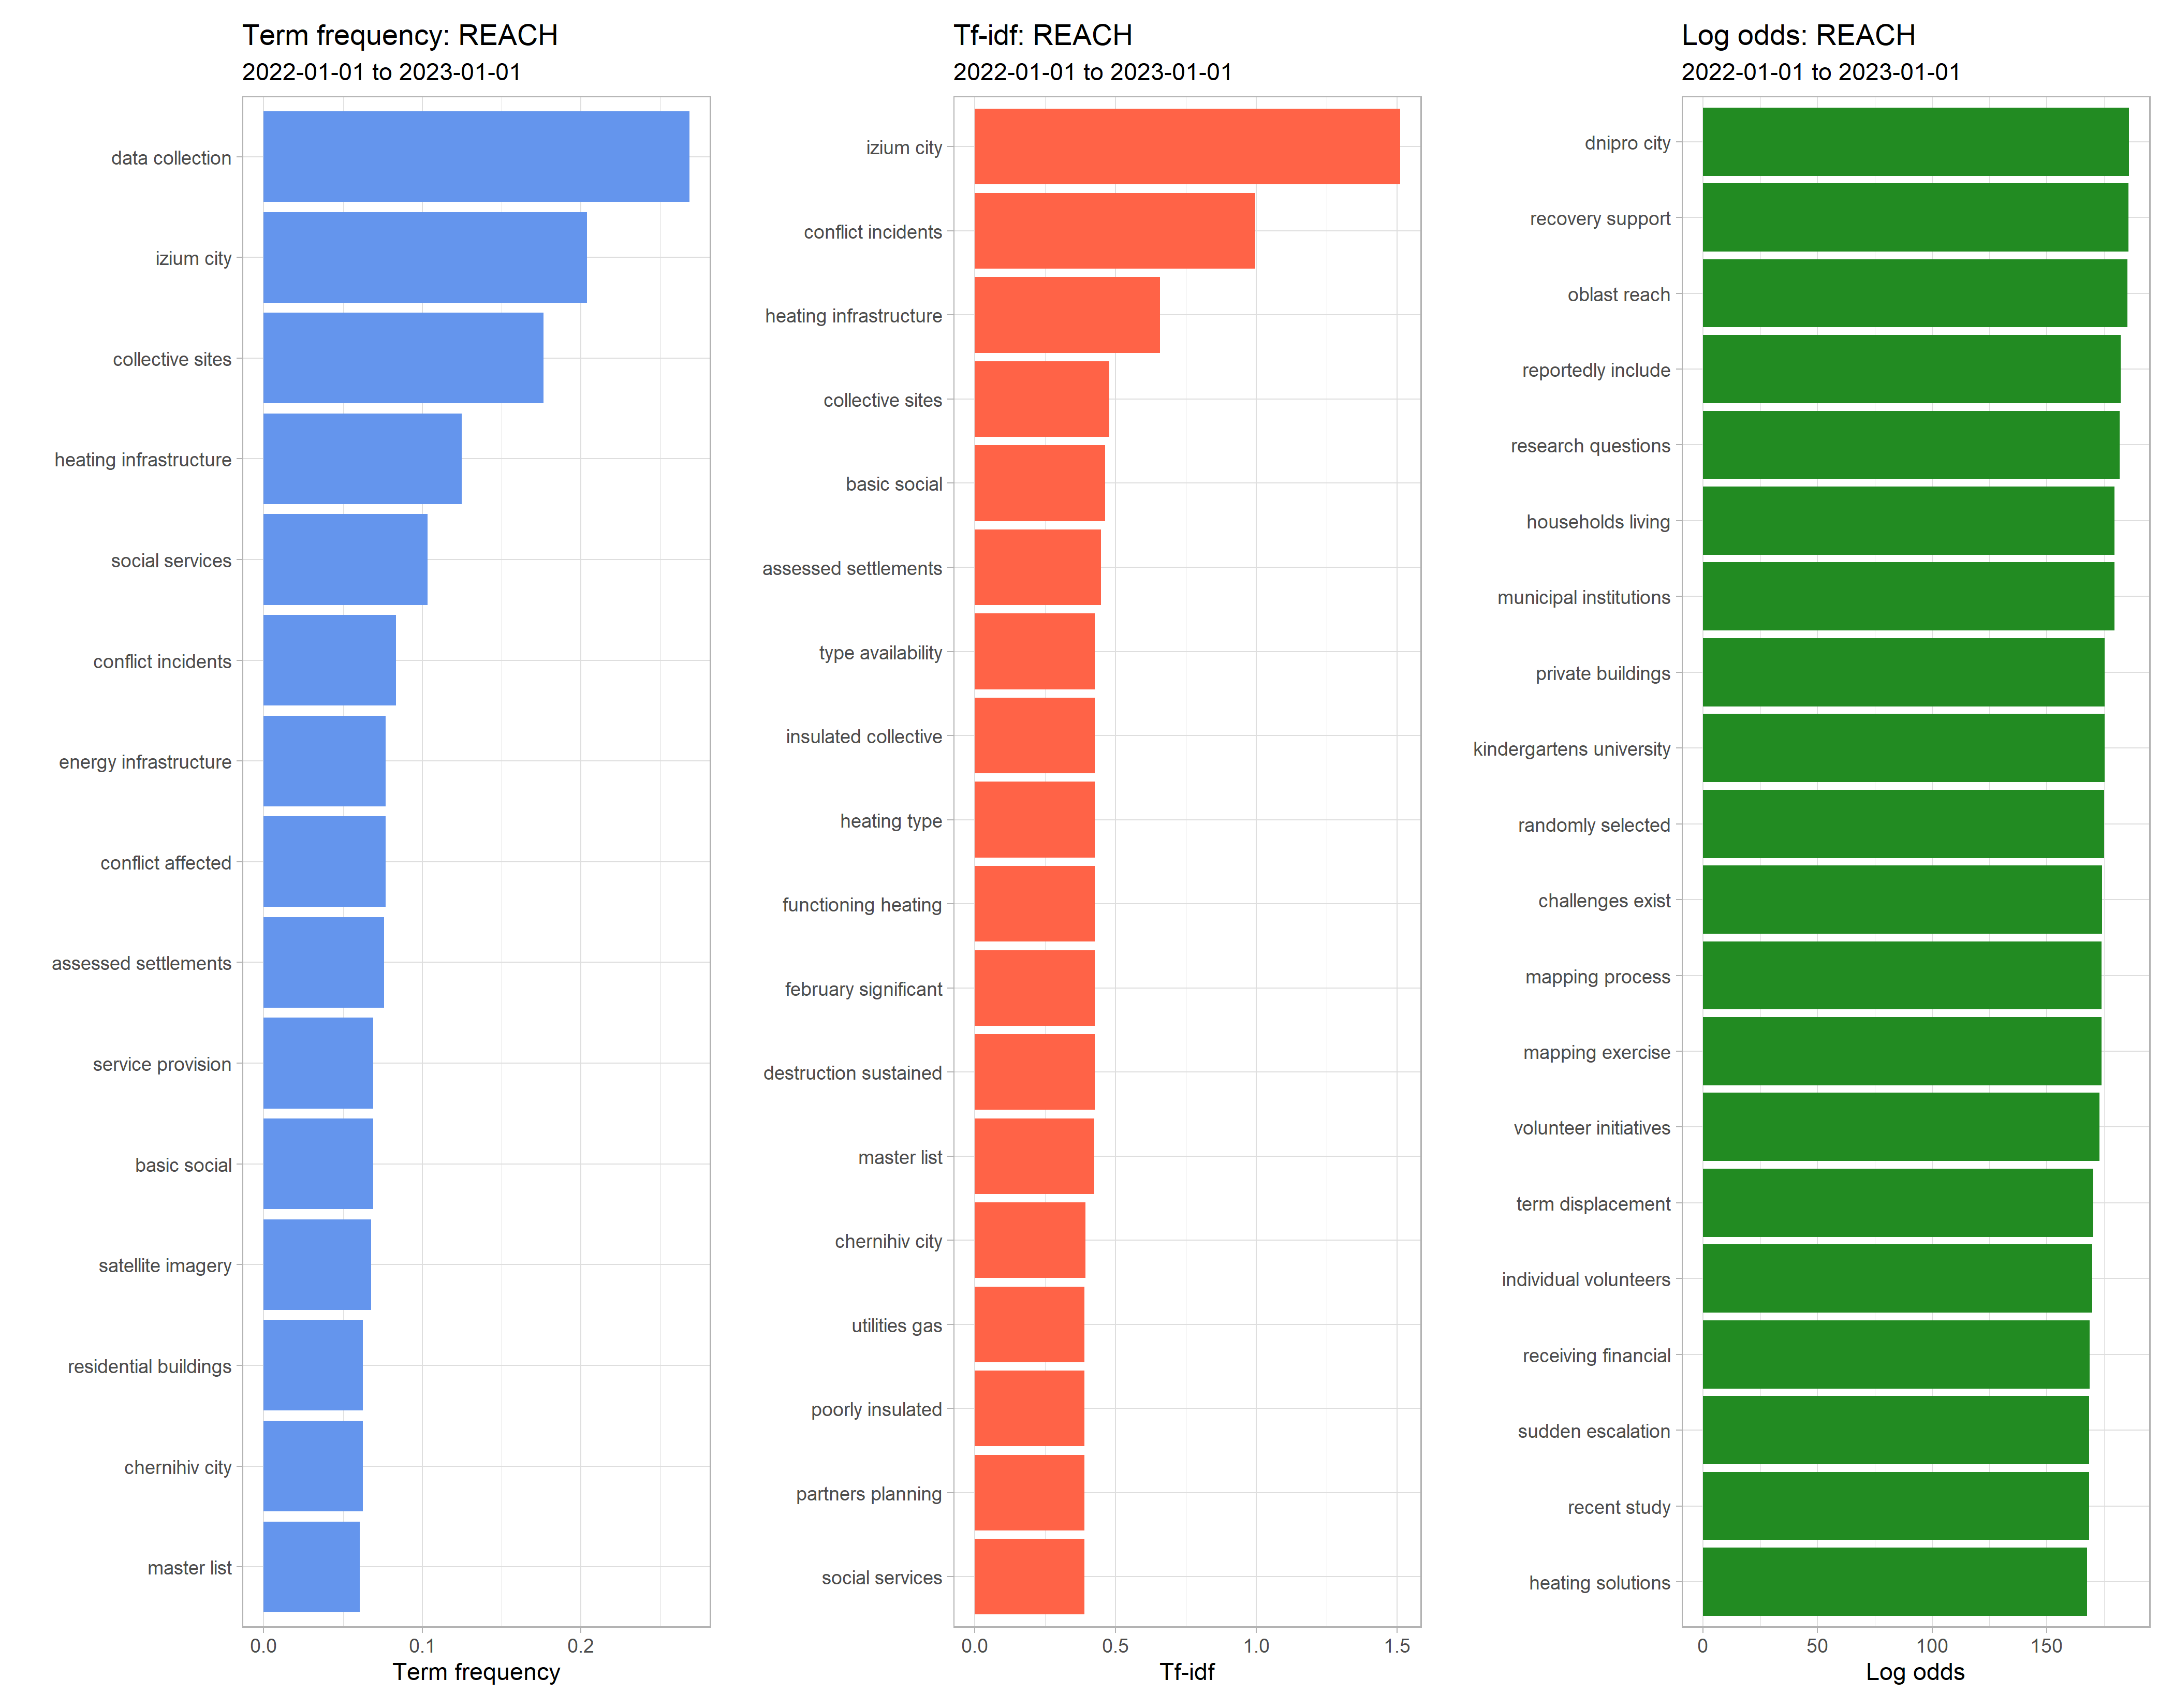 Term frequency: REACH
2022-01-01 to 2023-01-01
data collection
izium city
collective sites
heating infrastructure
social services
conflict incidents
energy infrastructure
conflict affected
assessed settlements
service provision
basic social
satellite imagery
residential buildings
chernihiv city
master list
0.0
0.1
0.2
Term frequency
Tf-idf: REACH
2022-01-01 to 2023-01-01
izium city
conflict incidents
heating infrastructure
collective sites
basic social
assessed settlements
type availability
insulated collective
heating type
functioning heating
february significant
destruction sustained
master list
chernihiv city
utilities gas
poorly insulated
partners planning
social services
0.0
0.5
1.0
1.5
Tf-idf
Log odds: REACH
2022-01-01 to 2023-01-01
dnipro city
recovery support
oblast reach
reportedly include
research questions
households living
municipal institutions
private buildings
kindergartens university
randomly selected
challenges exist
mapping process
mapping exercise
volunteer initiatives
term displacement
individual volunteers
receiving financial
sudden escalation
recent study
heating solutions
0
50
100
150
Log odds